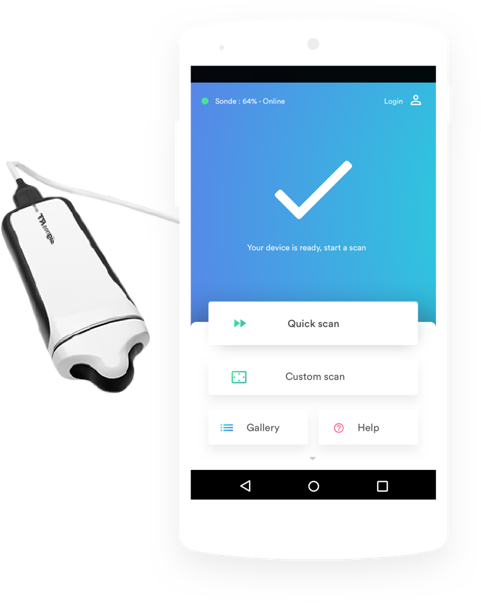 Sonde : 64% - Online
Login
Your device is ready, start a scan
Quick scan
Custom scan
Gallery
Help